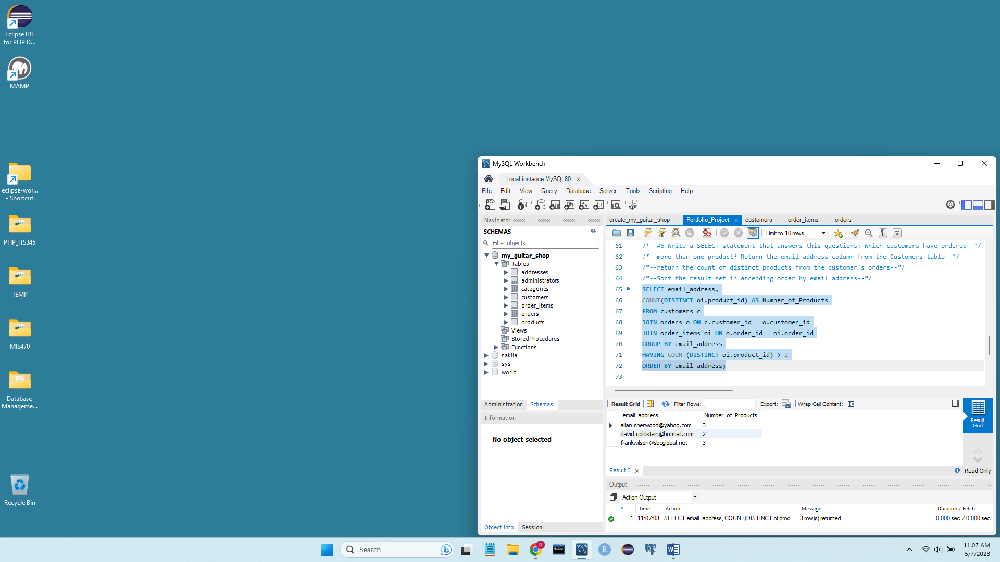 Eclipse IDE
for PHP D...
MAMP
eclipse-wor...
- Shortcut
PHP_ITS345
TEMP
MIS470
Database
Manageme...
Recycle Bin
MySQL Workbench
Local instance MySQL80
File Edit View Query Database Server Tools Scripting Help
Navigator
SCHEMAS
Filter objects
my_guitar_shop
Tables
addresses
administrators
categories
customers
order_items
orders
products
Views
Stored Procedures
Functions
sakila
sys
world
Administration Schemas
Information
No object selected
Object Info Session
create_my_guitar_shop Portfolio_Project customers order_items orders
Limit to 10 rows
61 /*--#6 Write a SELECT statement that answers this questions: Which customers have ordered--*/
62 /*--more than one product? Return the email_address column from the Customers table--*/
63 /*--return the count of distinct products from the customer's orders--*/
64 /*--Sort the result set in ascending order by email_address--*/
65 SELECT email_address,
66 COUNT(DISTINCT oi.product_id) AS Number_of_Products
67 FROM customers c
68 JOIN orders o ON c.customer_id = o.customer_id
69 JOIN order_items oi ON o.order_id = oi.order_id
70 GROUP BY email_address
71 HAVING COUNT(DISTINCT oi.product_id) > 1
72 ORDER BY email_address;
73
Result Grid Filter Rows: Export: Wrap Cell Content:
email_address Number_of_Products
allan.sherwood@yahoo.com 3
david.goldstein@hotmail.com 2
frankwilson@sbcglobal.net 3
Result
Grid
Result 3
Read Only
Output
Action Output
# Time Action Message Duration / Fetch
1 11:07:03 SELECT email_address, COUNT(DISTINCT oi.prod... 3 row(s) returned 0.000 sec / 0.000 sec
Search
11:07 AM
5/7/2023